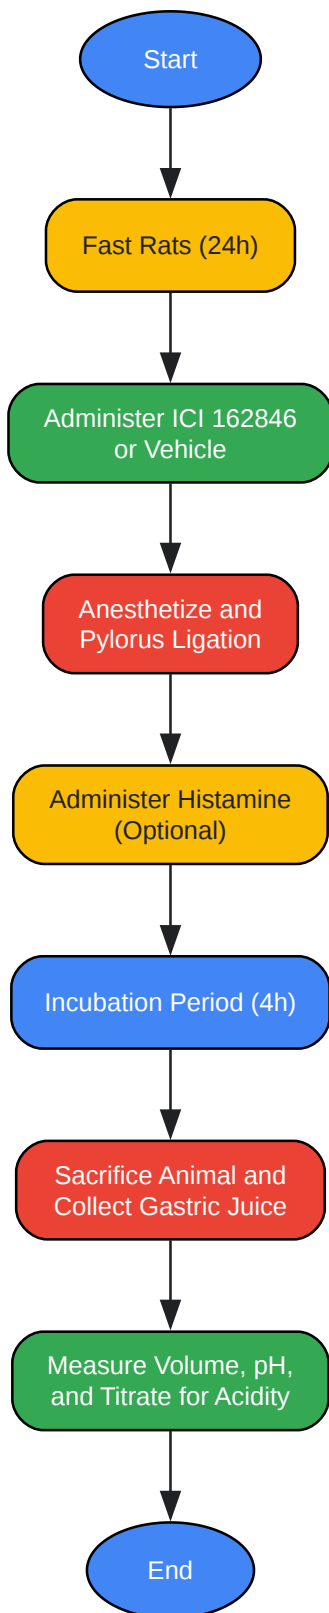 Start
Fast Rats (24h)
Administer ICI 162846
or Vehicle
Anesthetize and
Pylorus Ligation
Administer Histamine
(Optional)
Incubation Period (4h)
Sacrifice Animal and
Collect Gastric Juice
Measure Volume, pH,
and Titrate for Acidity
End